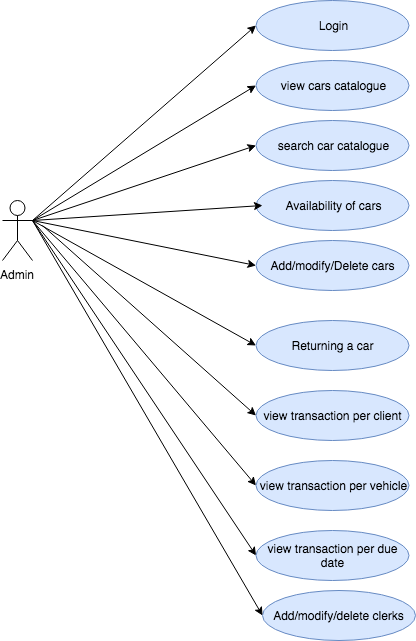 Login
view cars catalogue
search car catalogue
Availability of cars
Admin
Add/modify/Delete cars
Returning a car
view transaction per client
view transaction per vehicle
view transaction per due
date
Add/modify/delete clerks